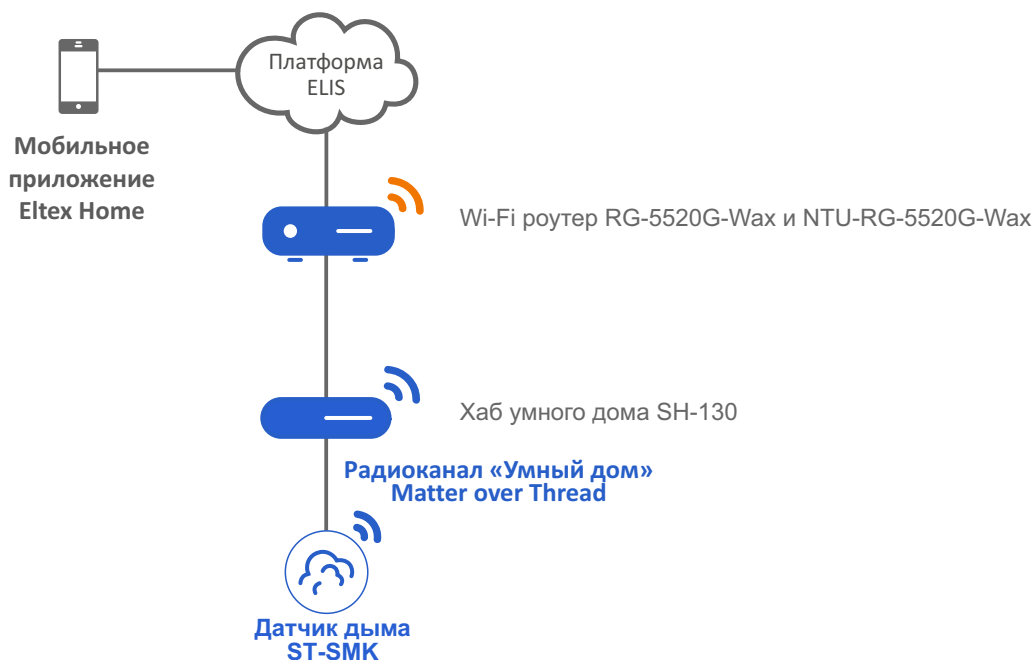 Платформа
ELIS
Мобильное
приложение
Eltex Home
Wi-Fi роутер RG-5520G-Wax и NTU-RG-5520G-Wax
Хаб умного дома SH-130
Радиоканал «Умный дом»
Matter over Thread
Датчик дыма
ST-SMK